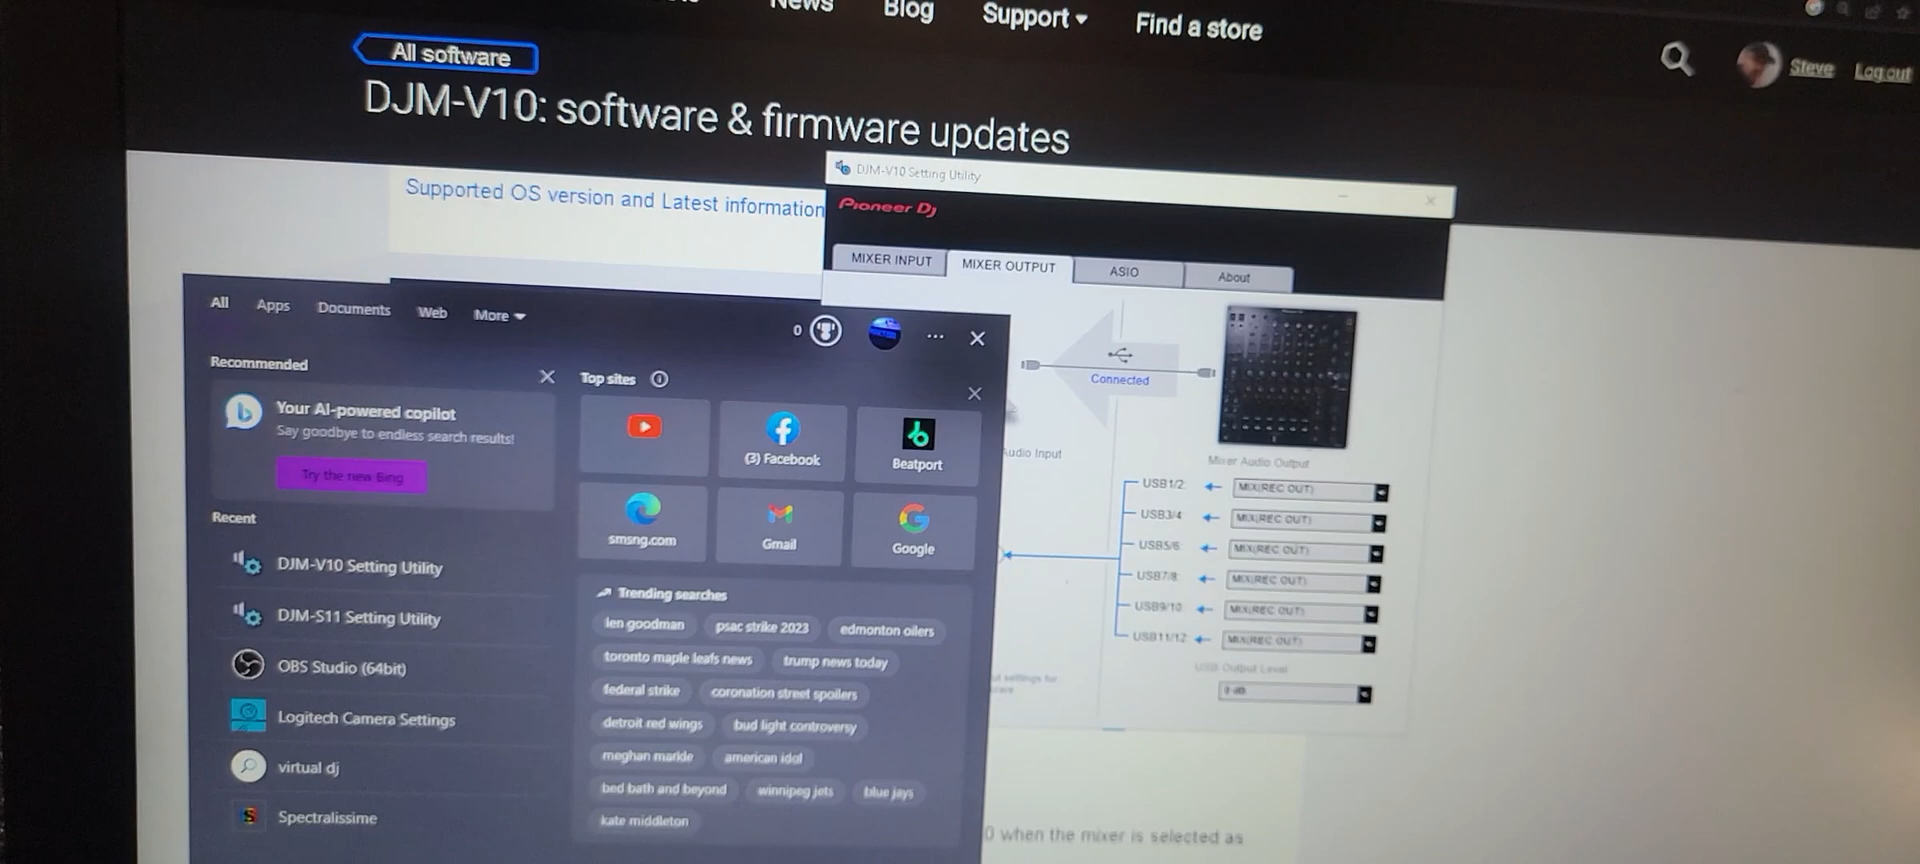 News Blog Support Find a store
All software
Steve Log out
DJM-V10: software & firmware updates
Supported OS version and Latest information
DJM-V10 Setting Utility
Pioneer Dj
MIXER INPUT MIXER OUTPUT ASIO About
Connected
Audio Input
Mixer Audio Output
USB1/2 MIX(REC OUT)
USB3/4 MIX(REC OUT)
USB5/6 MIX(REC OUT)
USB7/8 MIX(REC OUT)
USB9/10 MIX(REC OUT)
USB11/12 MIX(REC OUT)
USB Output Level
0 dB
settings for
All Apps Documents Web More
0
Recommended
Your AI-powered copilot
Say goodbye to endless search results!
Try the new Bing
Recent
DJM-V10 Setting Utility
DJM-S11 Setting Utility
OBS Studio (64bit)
Logitech Camera Settings
virtual dj
Spectralissime
Top sites
(3) Facebook
Beatport
smsng.com
Gmail
Google
Trending searches
len goodman psac strike 2023 edmonton oilers
toronto maple leafs news trump news today
federal strike coronation street spoilers
detroit red wings bud light controversy
meghan markle american idol
bed bath and beyond winnipeg jets blue jays
kate middleton
0 when the mixer is selected as